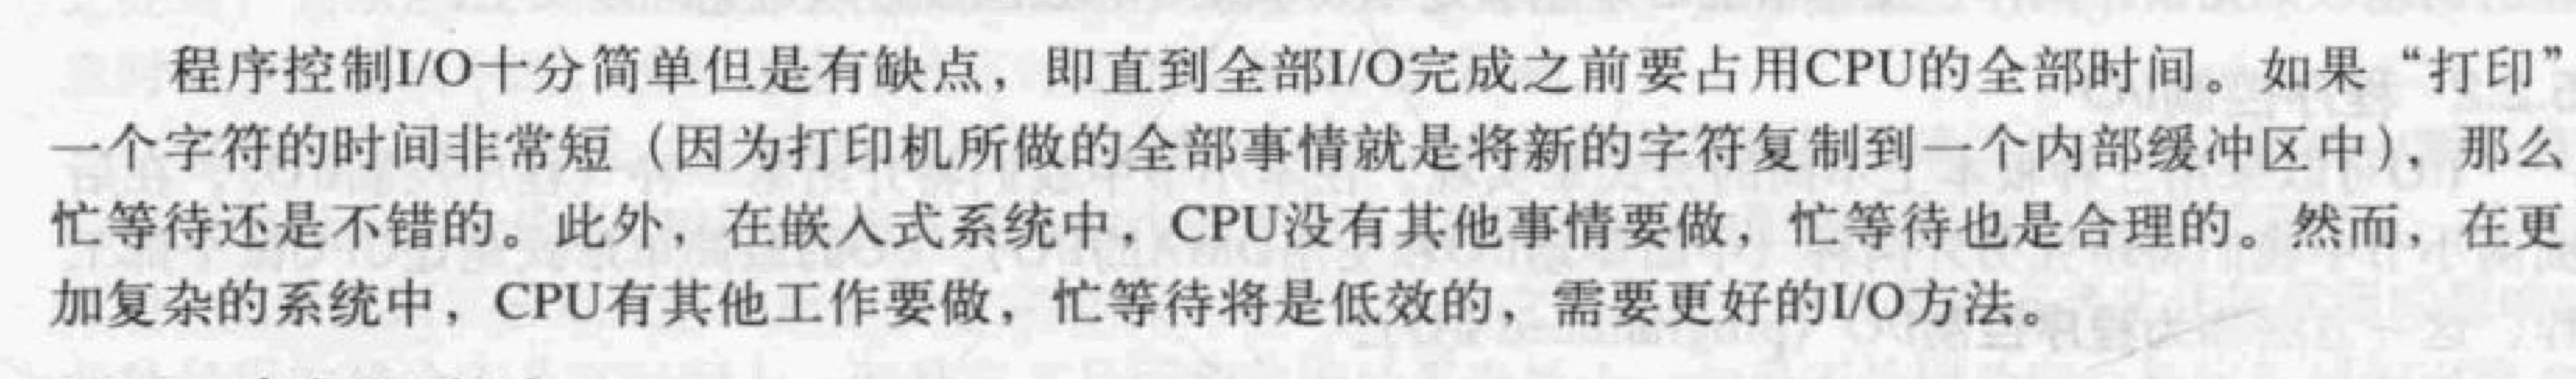 程序控制I/O十分简单但是有缺点，即直到全部I/O完成之前要占用CPU的全部时间。如果“打印”
一个字符的时间非常短（因为打印机所做的全部事情就是将新的字符复制到一个内部缓冲区中），那么
忙等待还是不错的。此外，在嵌入式系统中，CPU没有其他事情要做，忙等待也是合理的。然而，在更
加复杂的系统中，CPU有其他工作要做，忙等待将是低效的，需要更好的I/O方法。